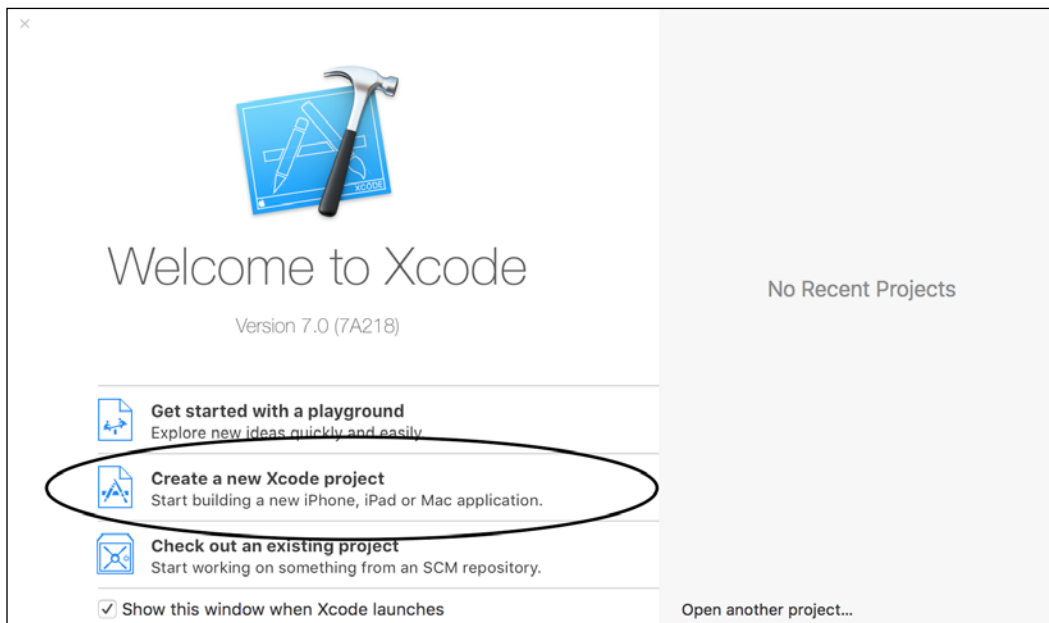 XCODE
Welcome to Xcode
Version 7.0 (7A218)
Get started with a playground
Explore new ideas quickly and easily
Create a new Xcode project
Start building a new iPhone, iPad or Mac application.
Check out an existing project
Start working on something from an SCM repository.
Show this window when Xcode launches
No Recent Projects
Open another project...